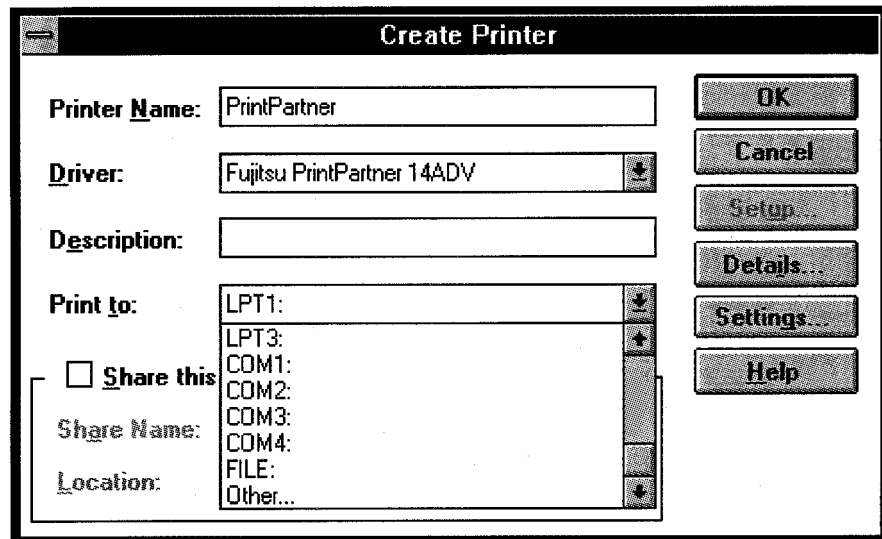 Create Printer
Printer Name: PrintPartner
OK
Driver: Fujitsu PrintPartner 14ADV
Cancel
Setup...
Description:
Details...
Print to: LPT1:
Settings...
LPT3:
COM1:
Share this
Help
COM2:
COM3:
Share Name:
COM4:
FILE:
Location:
Other...